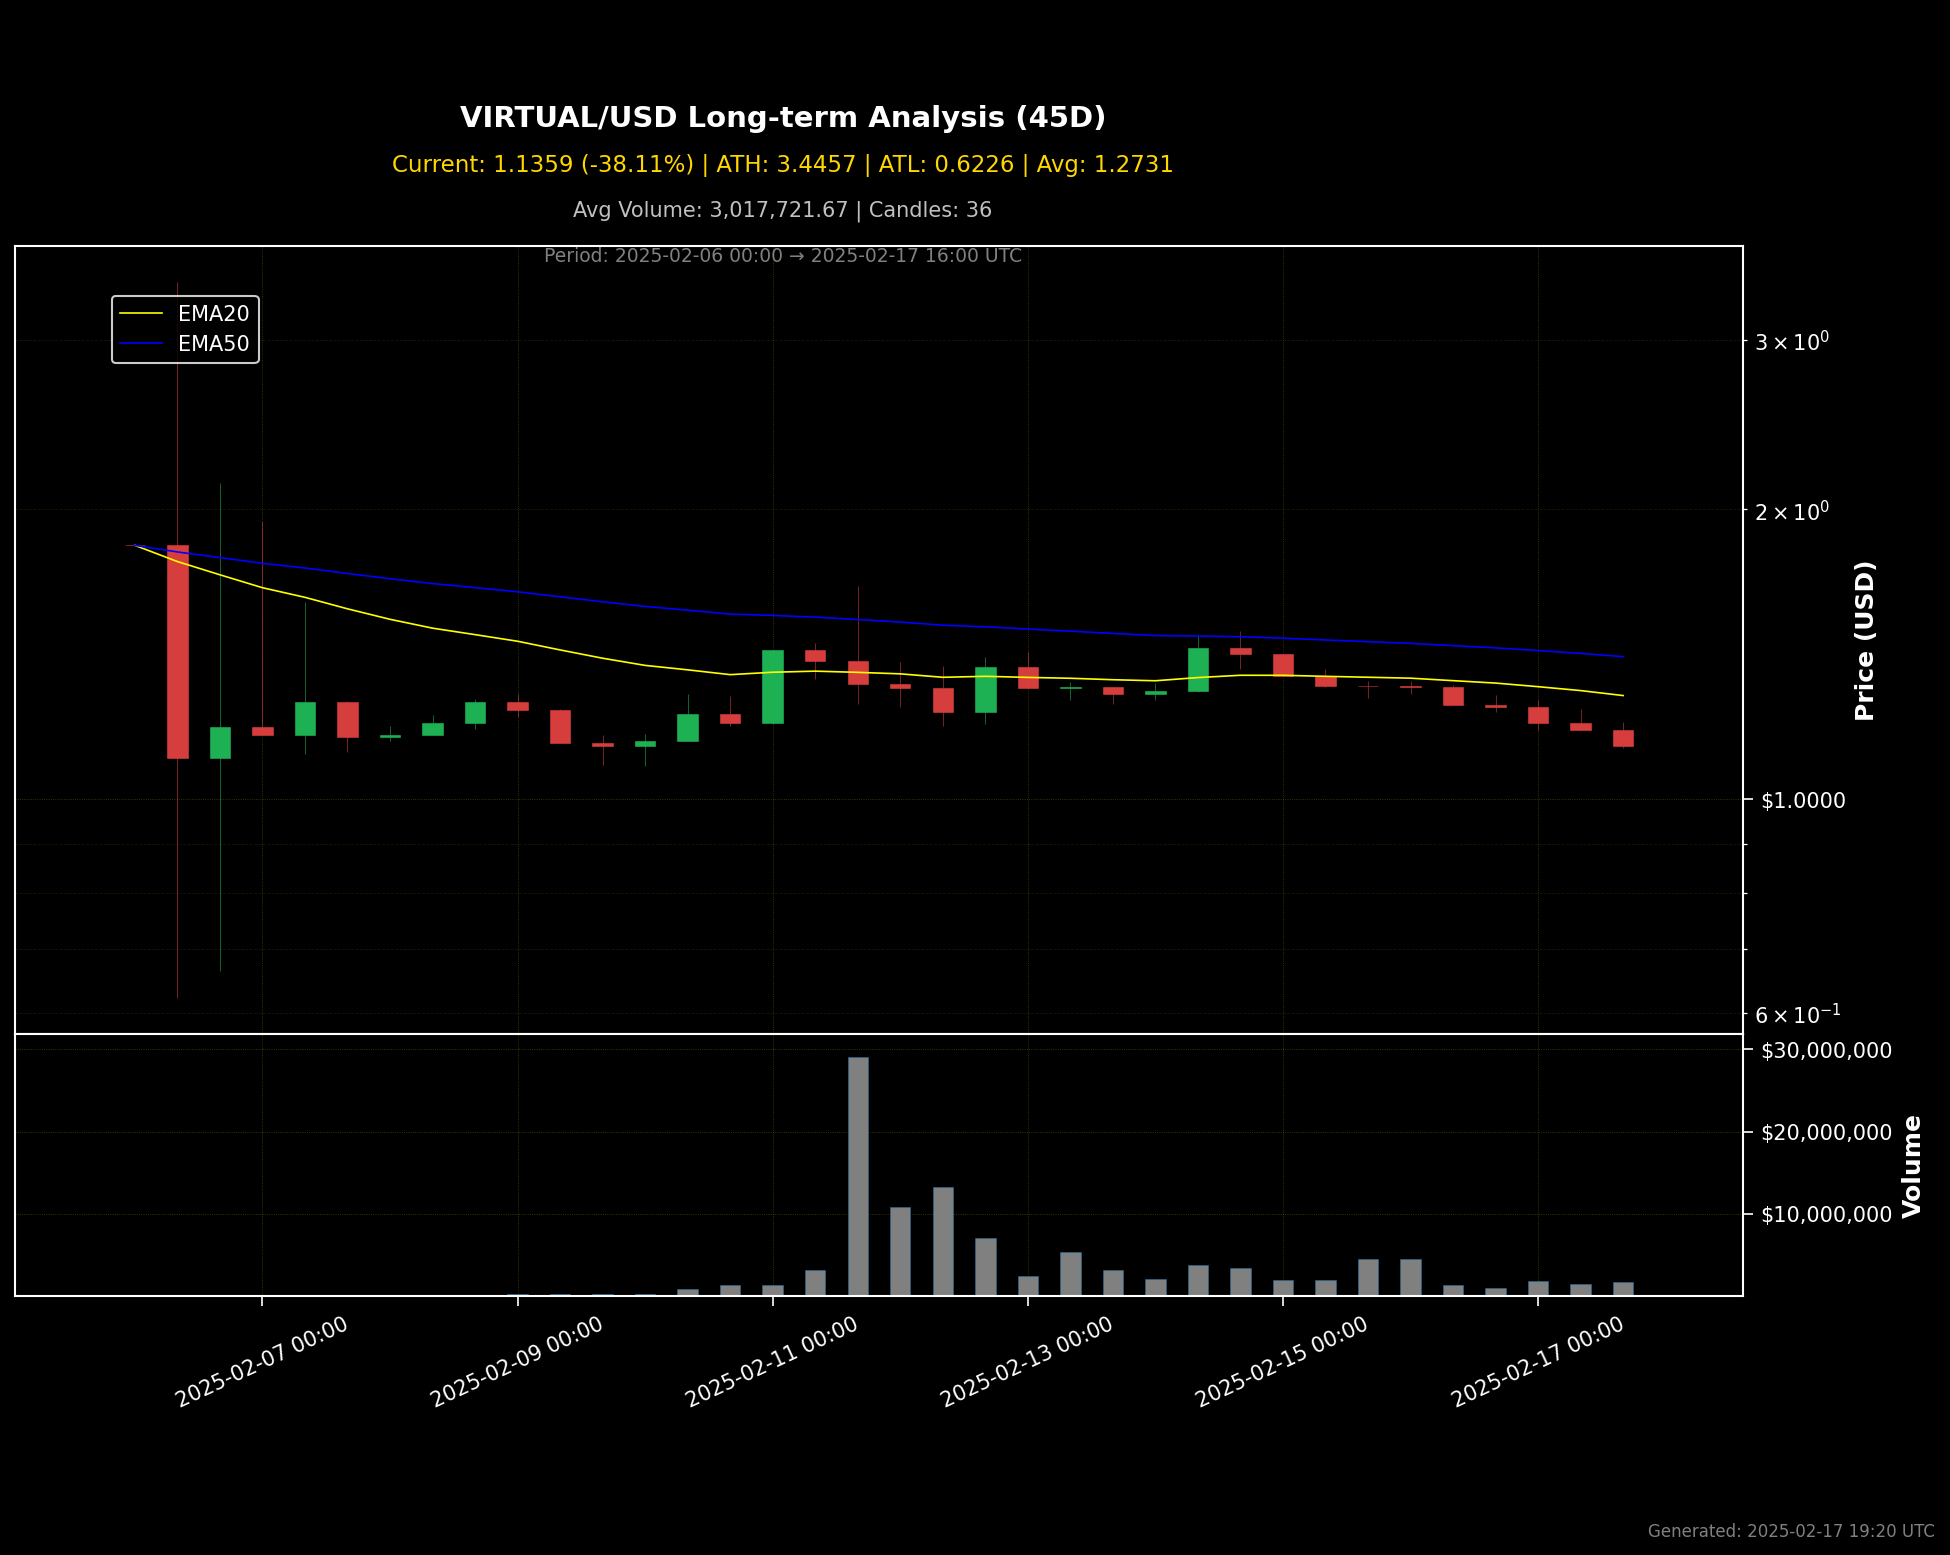 VIRTUAL/USD Long-term Analysis (45D)
Current: 1.1359 (-38.11%) | ATH: 3.4457 | ATL: 0.6226 | Avg: 1.2731
Avg Volume: 3,017,721.67 | Candles: 36
Period: 2025-02-06 00:00 → 2025-02-17 16:00 UTC
EMA20
EMA50
3 × 10⁰
2 × 10⁰
$1.0000
6 × 10⁻¹
Price (USD)
$30,000,000
$20,000,000
$10,000,000
Volume
2025-02-07 00:00
2025-02-09 00:00
2025-02-11 00:00
2025-02-13 00:00
2025-02-15 00:00
2025-02-17 00:00
Generated: 2025-02-17 19:20 UTC